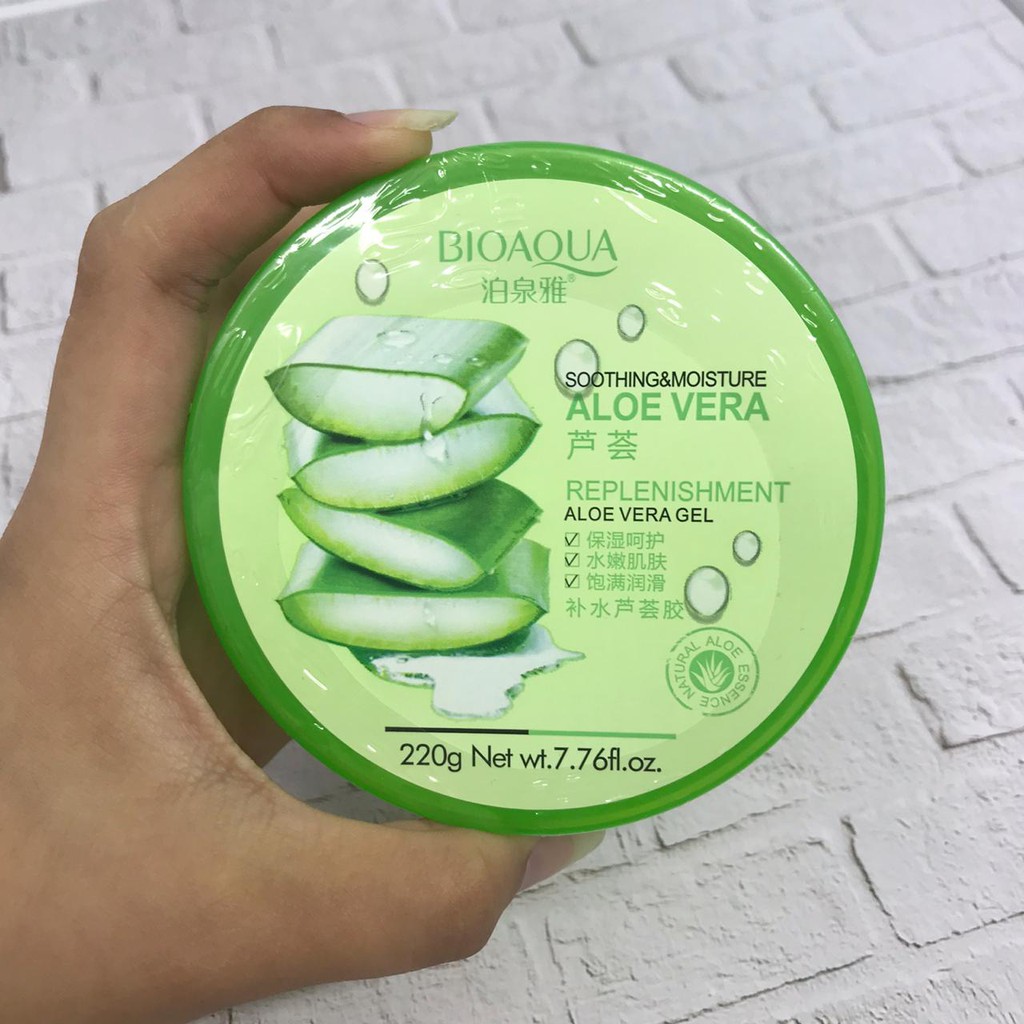 BIOAQUA
泊泉雅®
SOOTHING&MOISTURE
ALOE VERA
芦荟
REPLENISHMENT
ALOE VERA GEL
☑ 保湿呵护
☑ 水嫩肌肤
☑ 饱满润滑
补水芦荟胶
NATURAL ALOE ESSENCE
220g Net wt.7.76fl.oz.